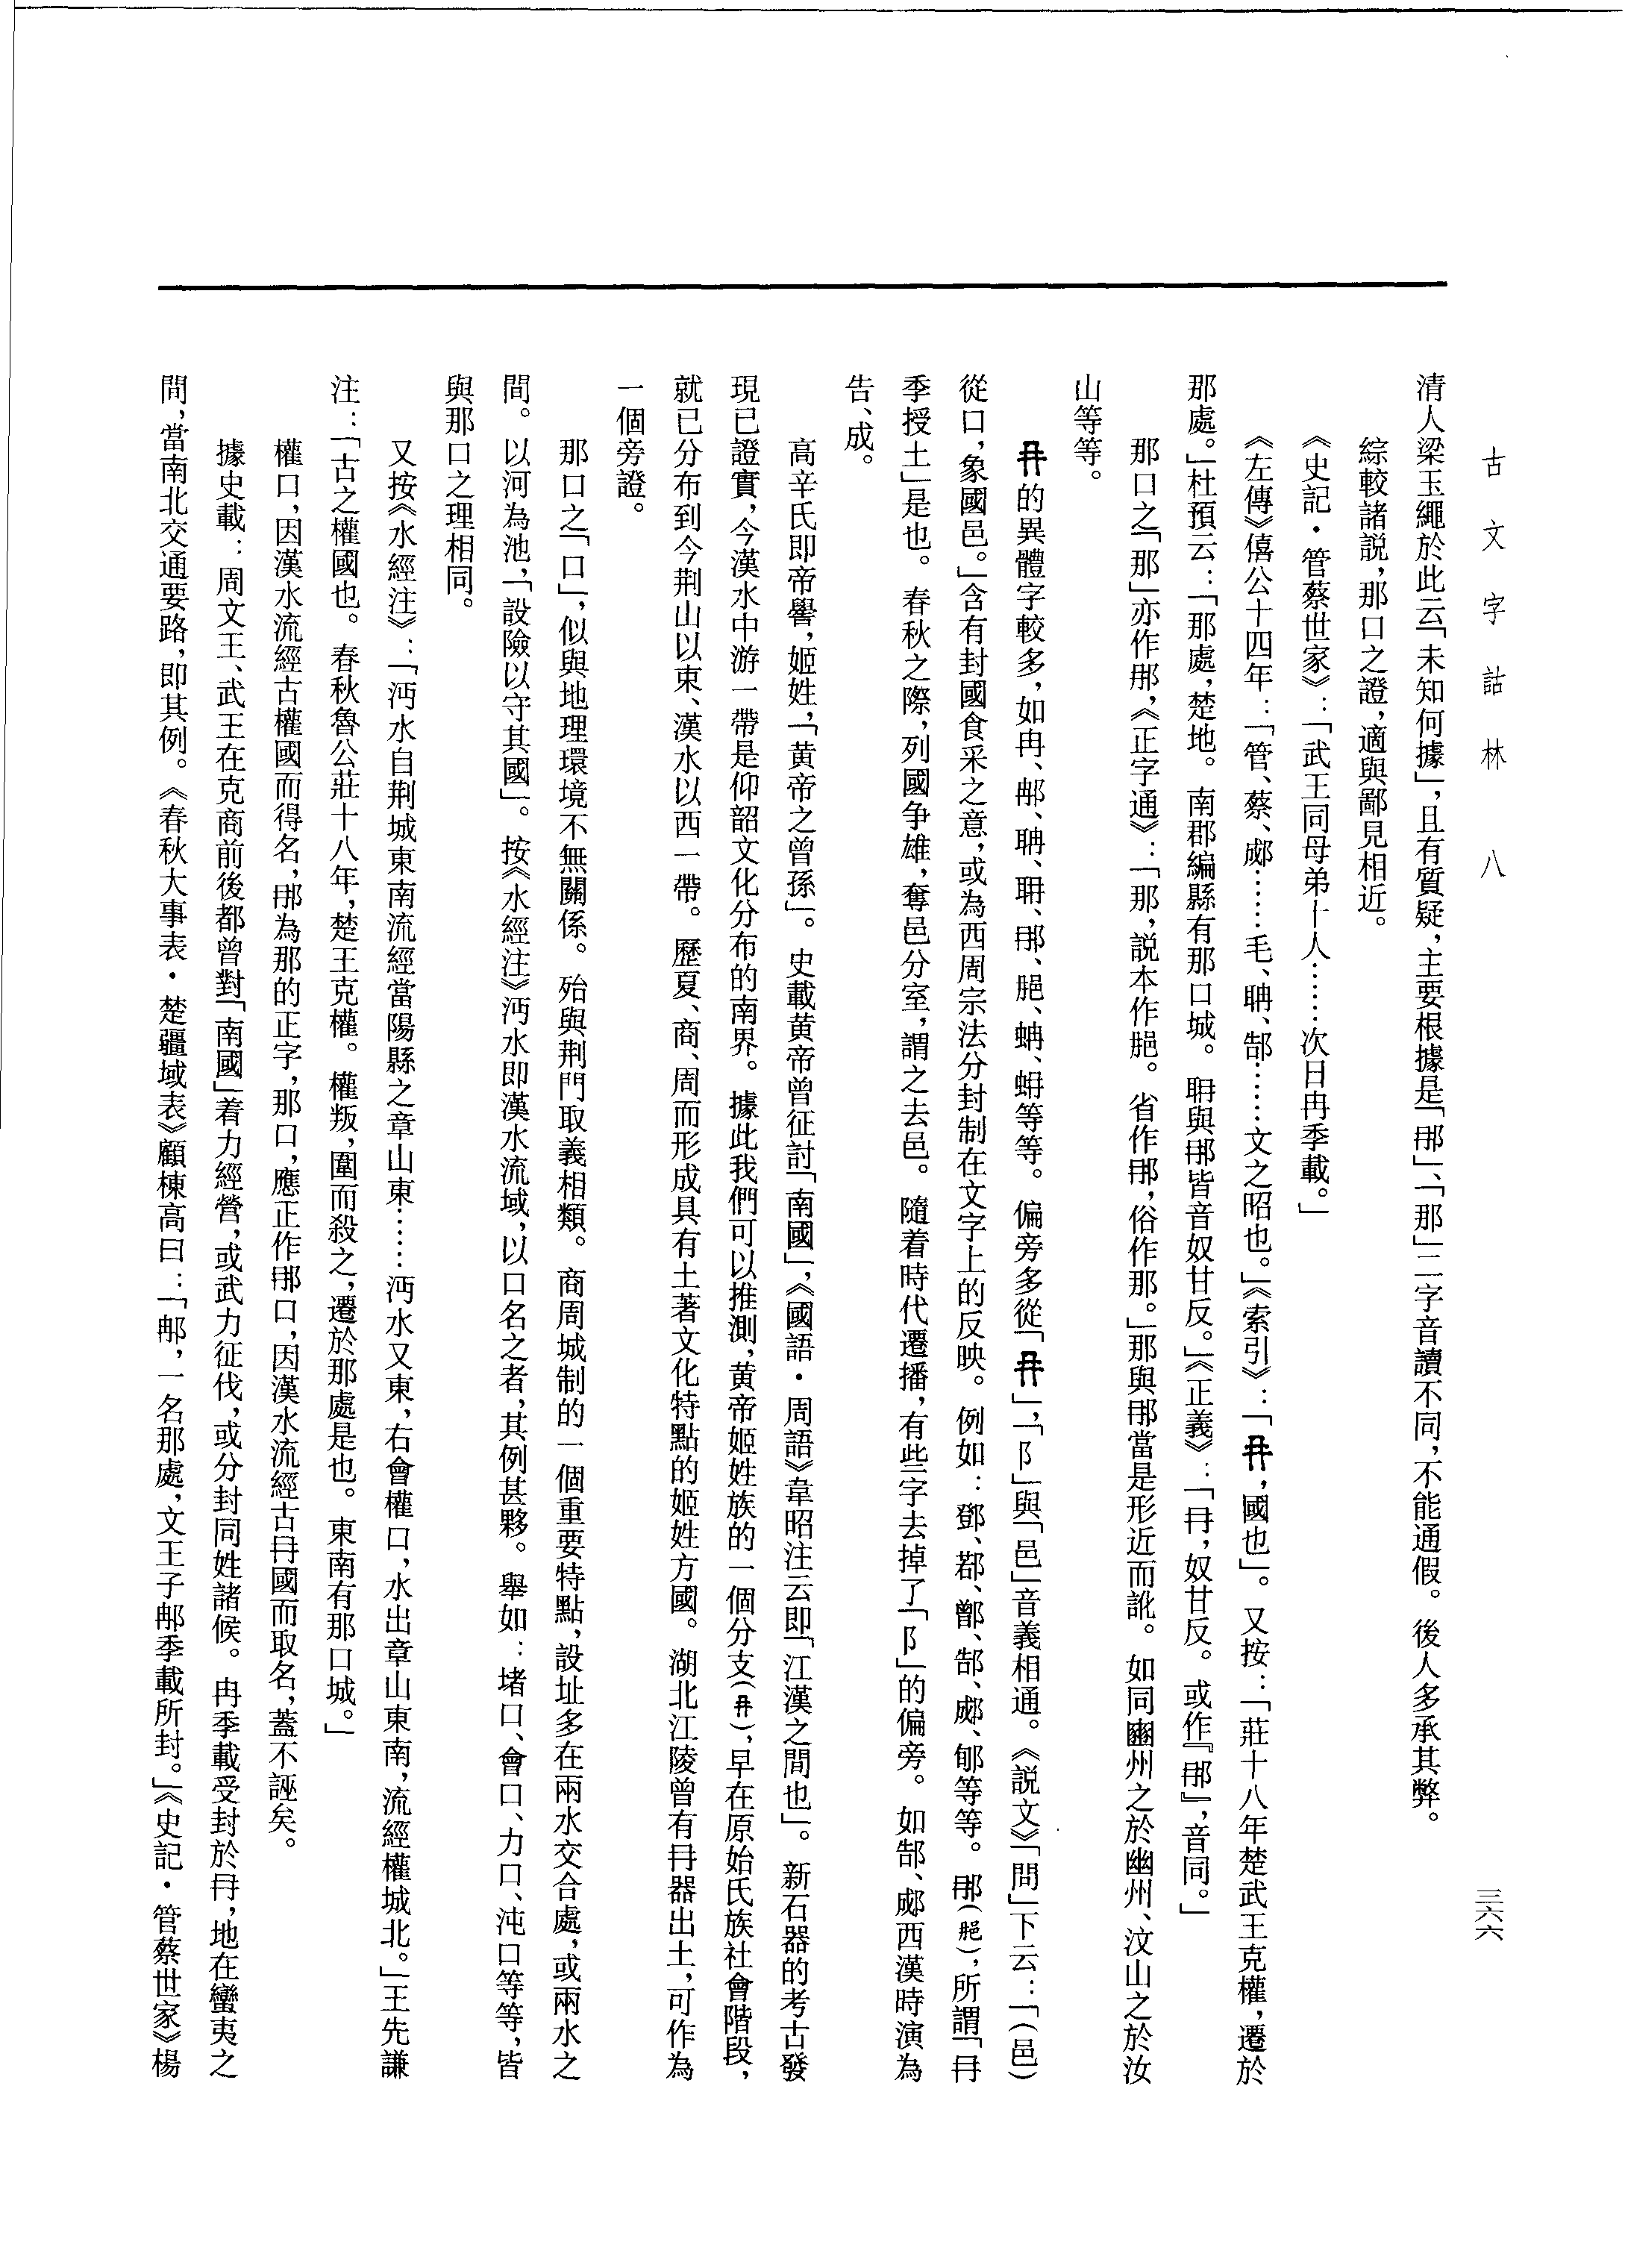 古文字詁林 八
三六六
清人梁玉繩於此云「未知何據」，且有質疑，主要根據是「𨙻」、「那」二字音讀不同，不能通假。後人多承其弊。
綜較諸説，那口之證，適與鄙見相近。
《史記·管蔡世家》：「武王同母弟十人……次日冉季載。」
《左傳》僖公十四年：「管、蔡、郕……毛、聃、郜……文之昭也。」《索引》：「冄，國也」。又按：「莊十八年楚武王克權，遷於
那處。」杜預云：「那處，楚地。南郡編縣有那口城。聃與𨙻皆音奴甘反。」《正義》：「冄，奴甘反。或作『𨙻』，音同。」
那口之「那」亦作𨙻，《正字通》：「那，説本作𨙻。省作𨙻，俗作那。」那與𨙻當是形近而訛。如同豳州之於幽州、汶山之於汝
山等等。
冄的異體字較多，如冉、𨙻、聃、耼、𨙻、、蚺、蚦等等。偏旁多從「冄」，「阝」與「邑」音義相通。《説文》「問」下云：「（邑）
從口，象國邑。」含有封國食采之意，或為西周宗法分封制在文字上的反映。例如：鄧、鄀、鄫、郜、郕、郇等等。𨙻（），所謂「冄
季授土」是也。春秋之際，列國争雄，奪邑分室，謂之去邑。隨着時代遷播，有些字去掉了「阝」的偏旁。如郜、郕西漢時演為
告、成。
高辛氏即帝嚳，姬姓，「黄帝之曾孫」。史載黄帝曾征討「南國」，《國語·周語》韋昭注云即「江漢之間也」。新石器的考古發
現已證實，今漢水中游一帶是仰韶文化分布的南界。據此我們可以推測，黄帝姬姓族的一個分支（冄），早在原始氏族社會階段，
就已分布到今荆山以東、漢水以西一帶。歷夏、商、周而形成具有土著文化特點的姬姓方國。湖北江陵曾有冄器出土，可作為
一個旁證。
那口之「口」，似與地理環境不無關係。殆與荆門取義相類。商周城制的一個重要特點，設址多在兩水交合處，或兩水之
間。以河為池，「設險以守其國」。按《水經注》沔水即漢水流域，以口名之者，其例甚夥。舉如：堵口、會口、力口、沌口等等，皆
與那口之理相同。
又按《水經注》：「沔水自荆城東南流經當陽縣之章山東……沔水又東，右會權口，水出章山東南，流經權城北。」王先謙
注：「古之權國也。春秋魯公莊十八年，楚王克權。權叛，圍而殺之，遷於那處是也。東南有那口城。」
權口，因漢水流經古權國而得名，𨙻為那的正字，那口，應正作𨙻口，因漢水流經古冄國而取名，蓋不誣矣。
據史載：周文王、武王在克商前後都曾對「南國」着力經營，或武力征伐，或分封同姓諸候。冉季載受封於冄，地在蠻夷之
間，當南北交通要路，即其例。《春秋大事表·楚疆域表》顧棟高曰：「𨙻，一名那處，文王子𨙻季載所封。」《史記·管蔡世家》楊